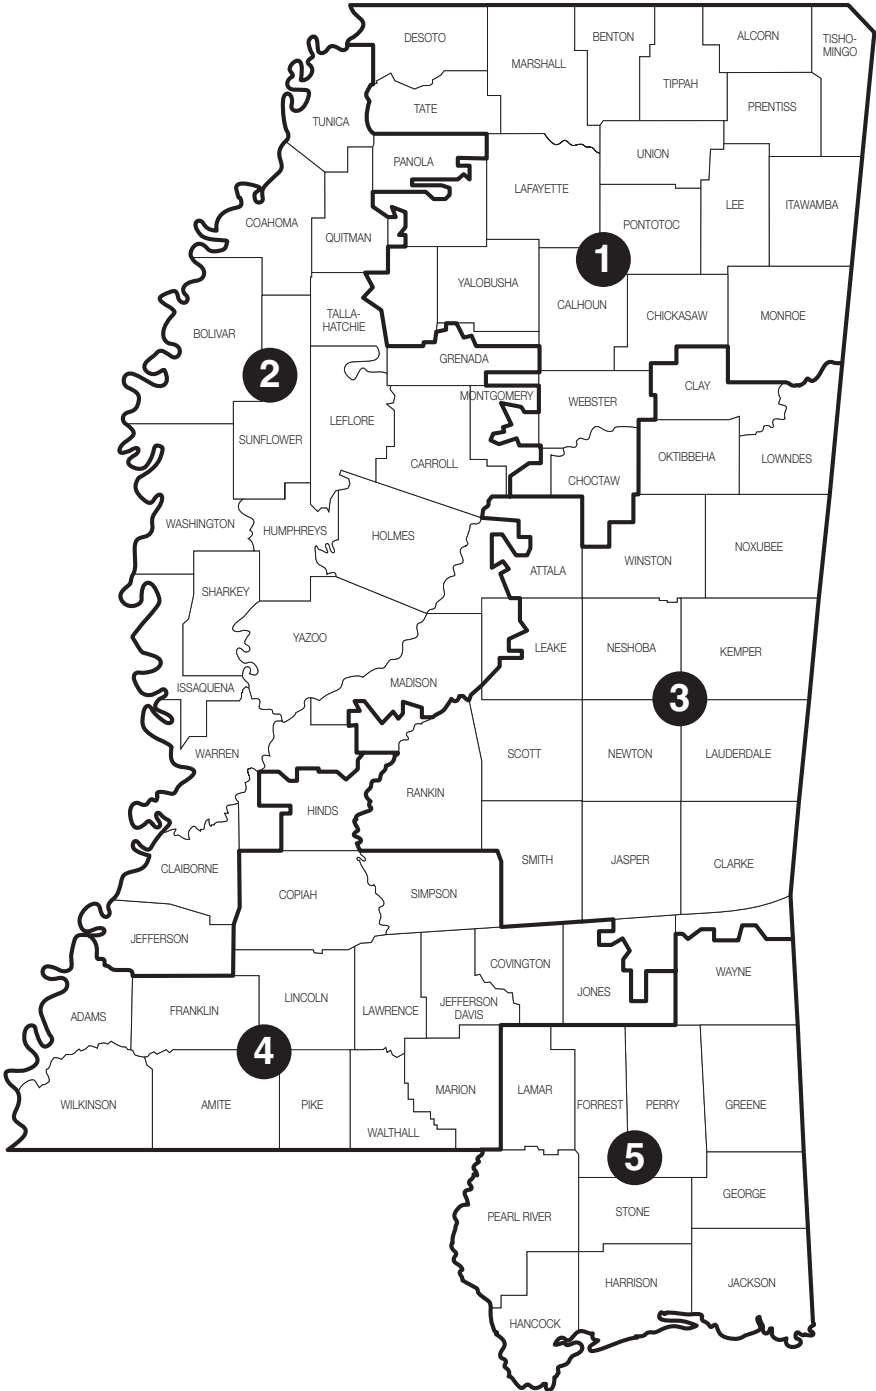 DESOTO
BENTON
ALCORN
TISHO-
MINGO
MARSHALL
TIPPAH
PRENTISS
TATE
TUNICA
PANOLA
UNION
LAFAYETTE
LEE
ITAWAMBA
COAHOMA
QUITMAN
PONTOTOC
1
YALOBUSHA
CALHOUN
CHICKASAW
MONROE
TALLA-
HATCHIE
BOLIVAR
GRENADA
2
CLAY
MONTGOMERY
WEBSTER
LEFLORE
SUNFLOWER
CARROLL
OKTIBBEHA
LOWNDES
CHOCTAW
WASHINGTON
HUMPHREYS
HOLMES
NOXUBEE
WINSTON
ATTALA
SHARKEY
YAZOO
LEAKE
NESHOBA
KEMPER
MADISON
ISSAQUENA
3
WARREN
SCOTT
NEWTON
LAUDERDALE
RANKIN
HINDS
SMITH
JASPER
CLARKE
CLAIBORNE
COPIAH
SIMPSON
JEFFERSON
COVINGTON
WAYNE
JONES
LINCOLN
JEFFERSON
DAVIS
FRANKLIN
LAWRENCE
ADAMS
4
MARION
LAMAR
WILKINSON
AMITE
PIKE
FORREST
PERRY
GREENE
WALTHALL
5
GEORGE
PEARL RIVER
STONE
HARRISON
JACKSON
HANCOCK